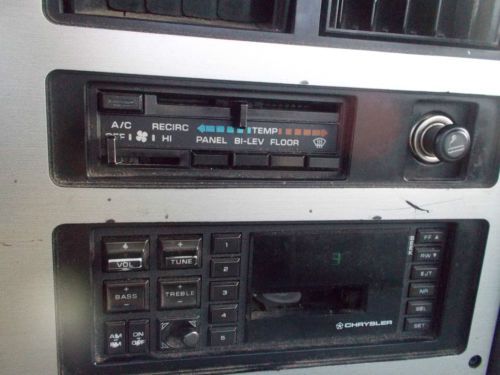 A/C RECIRC TEMP
OFF HI PANEL BI-LEV FLOOR
FF
VOL TUNE 1 3 RW
2 EJT
BASS TREBLE 3 NR
4 SEL
AM FM ON OFF 5 CHRYSLER SET